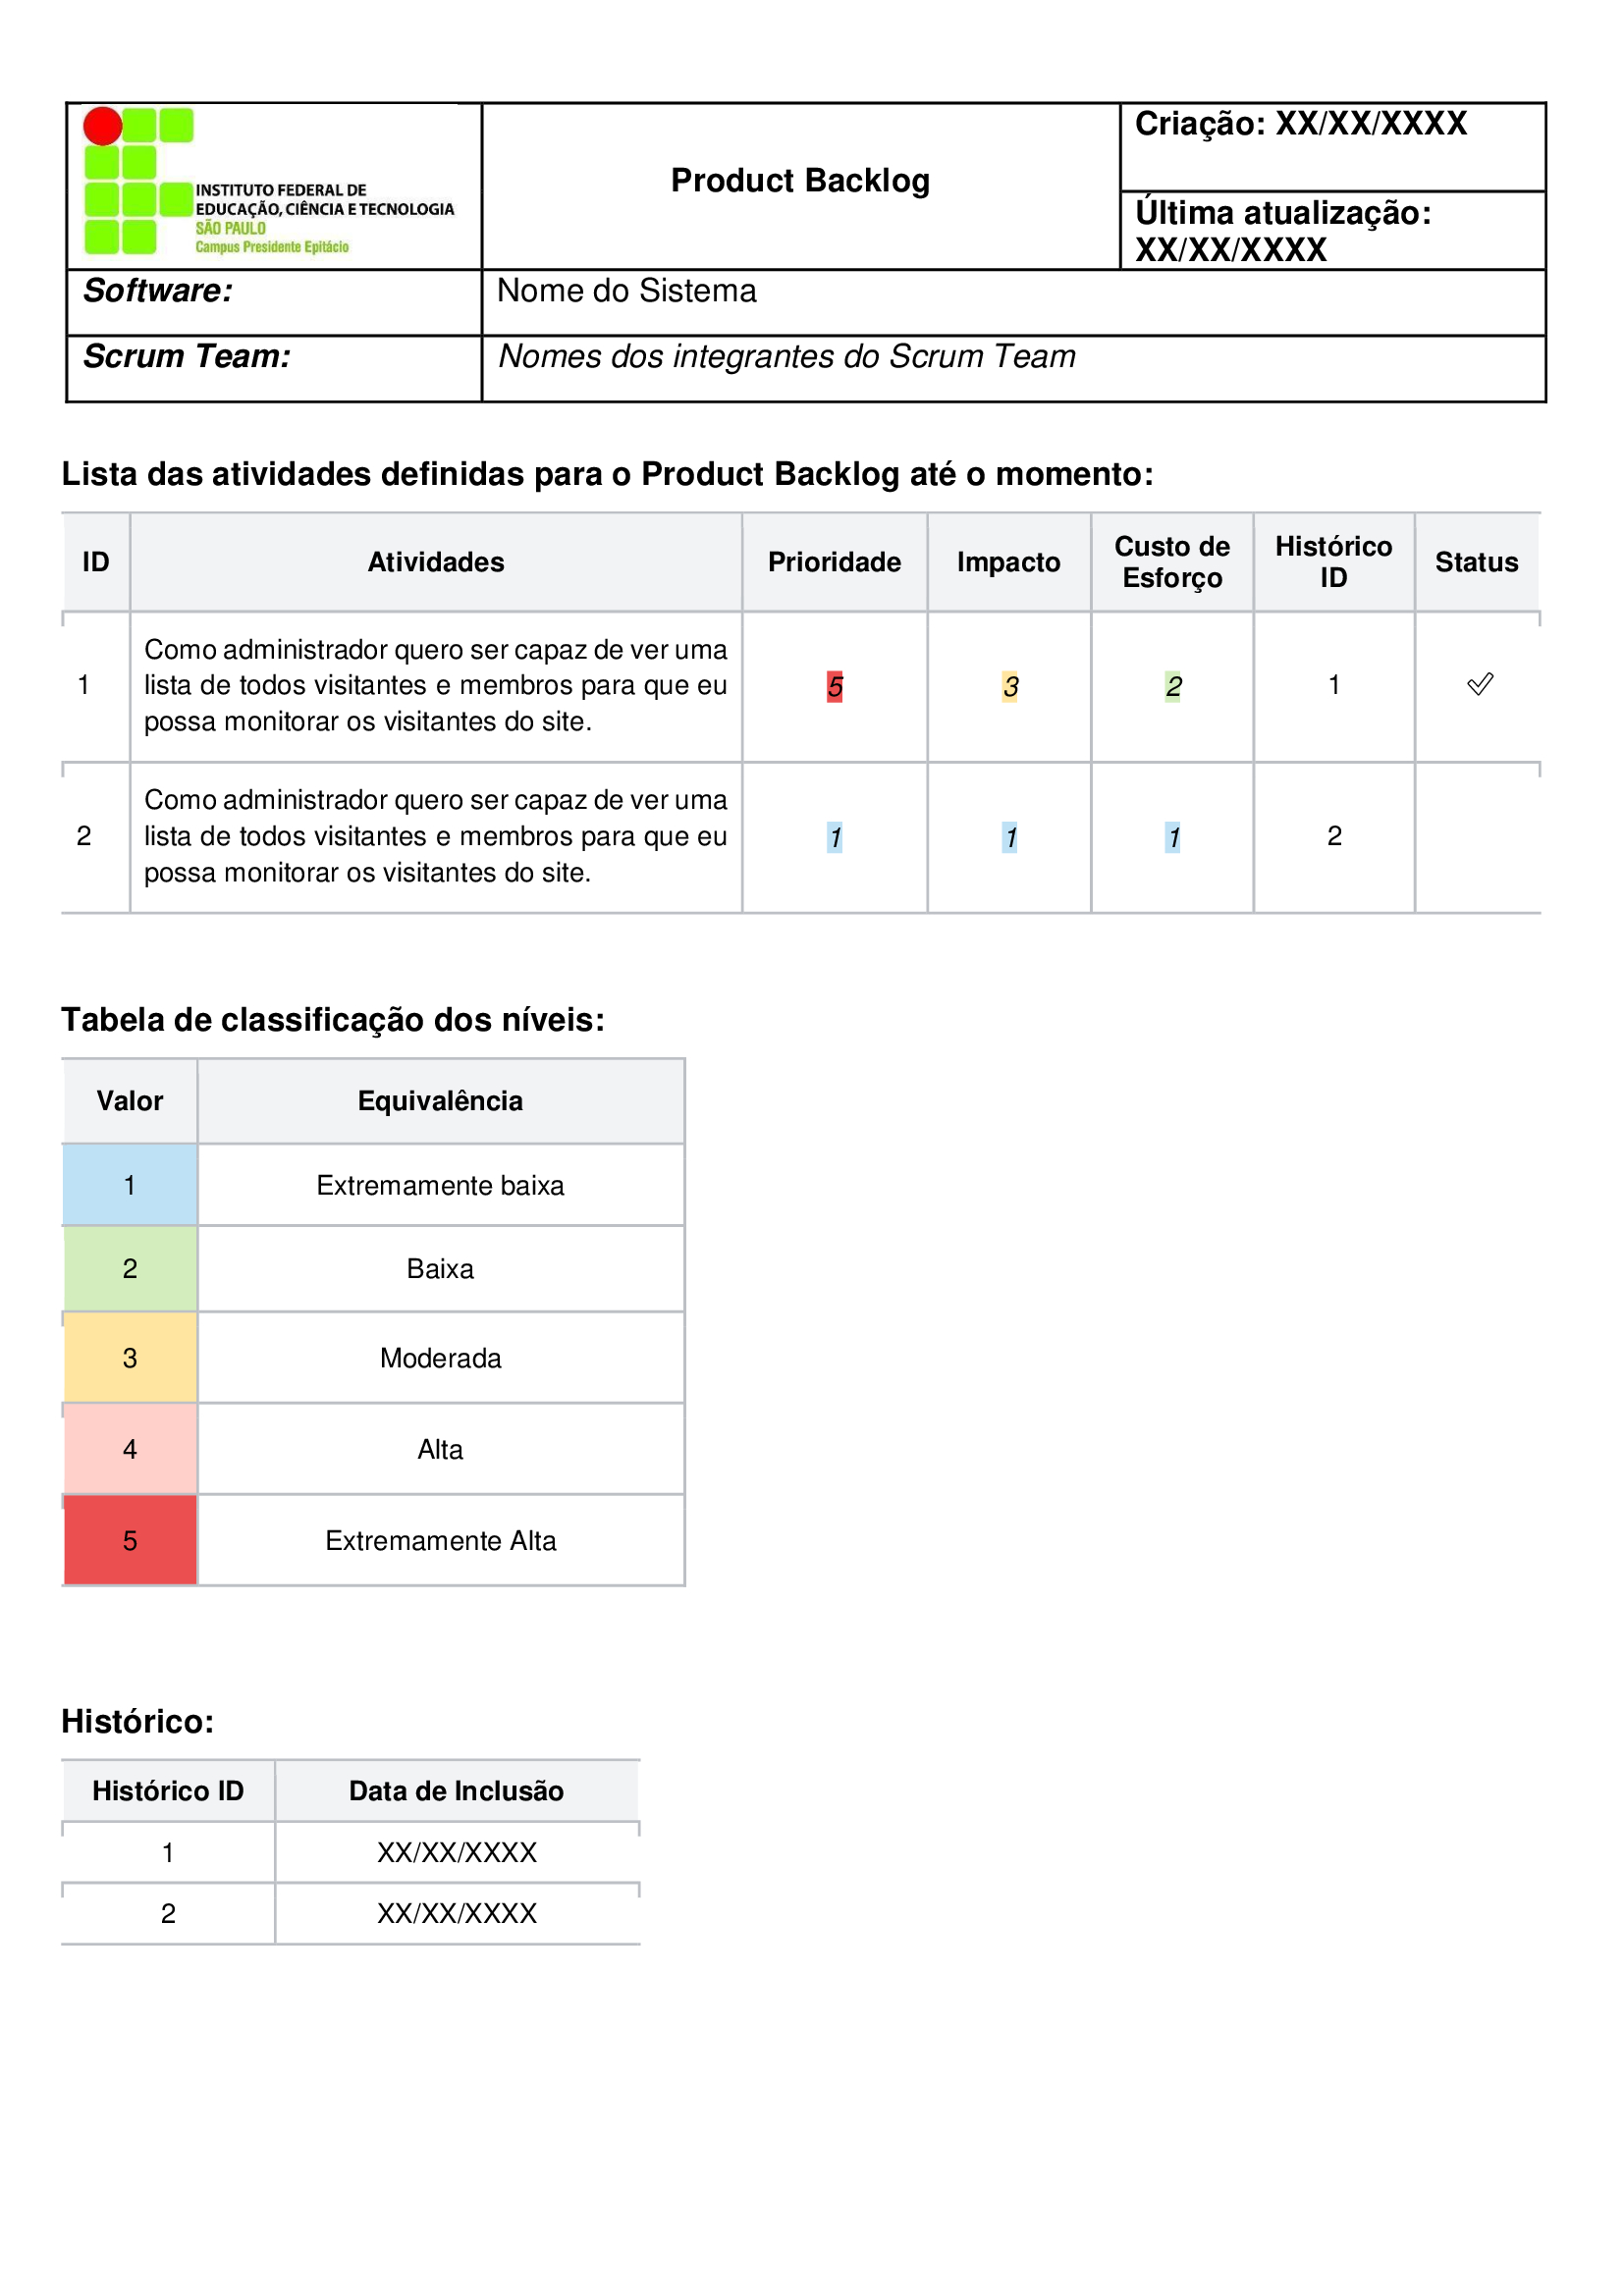 INSTITUTO FEDERAL DE
EDUCAÇÃO, CIÊNCIA E TECNOLOGIA
SÃO PAULO
Campus Presidente Epitácio
Product Backlog
Criação: XX/XX/XXXX
Última atualização:
XX/XX/XXXX
Software:
Nome do Sistema
Scrum Team:
Nomes dos integrantes do Scrum Team
Lista das atividades definidas para o Product Backlog até o momento:
ID Atividades Prioridade Impacto Custo de Esforço Histórico ID Status
Como administrador quero ser capaz de ver uma
1 lista de todos visitantes e membros para que eu 5 3 2 1 ✓
possa monitorar os visitantes do site.
Como administrador quero ser capaz de ver uma
2 lista de todos visitantes e membros para que eu 1 1 1 2
possa monitorar os visitantes do site.
Tabela de classificação dos níveis:
Valor Equivalência
1 Extremamente baixa
2 Baixa
3 Moderada
4 Alta
5 Extremamente Alta
Histórico:
Histórico ID Data de Inclusão
1 XX/XX/XXXX
2 XX/XX/XXXX